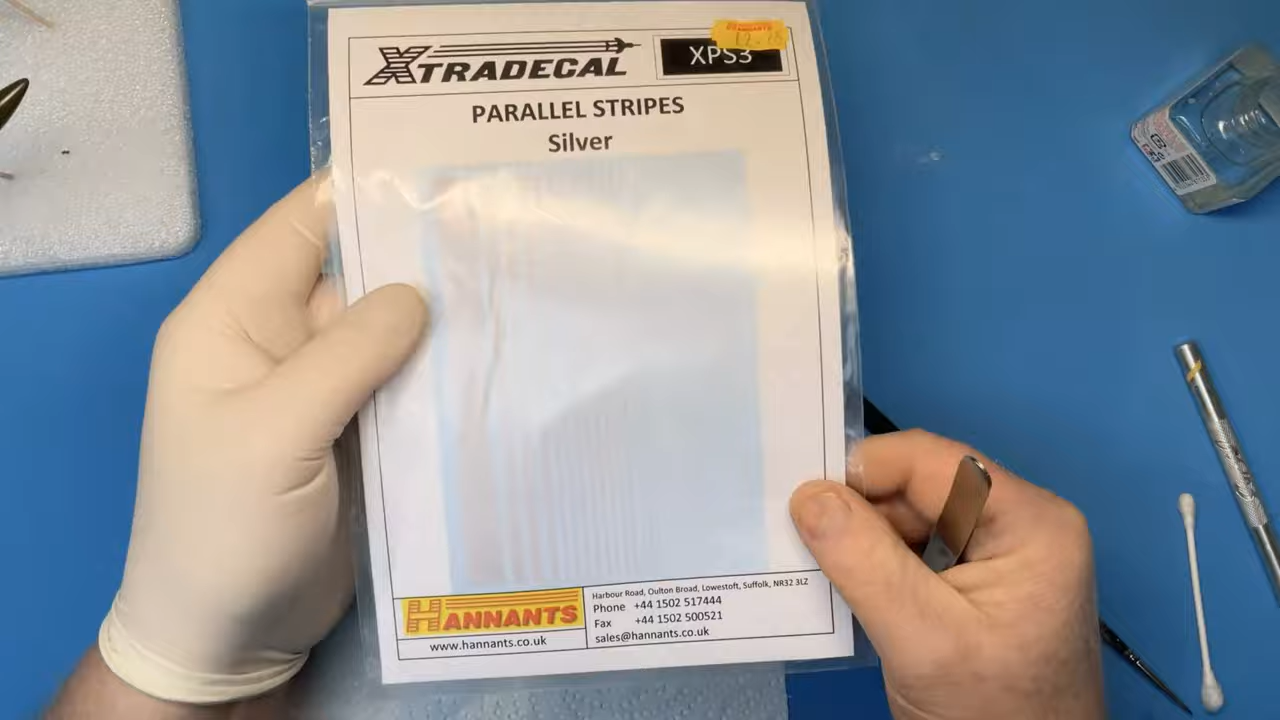 XTRADECAL
HANNANTS
XPS3
PARALLEL STRIPES
Silver
HANNANTS
www.hannants.co.uk
Harbour Road, Oulton Broad, Lowestoft, Suffolk, NR32 3LZ
Phone +44 1502 517444
Fax +44 1502 500521
sales@hannants.co.uk